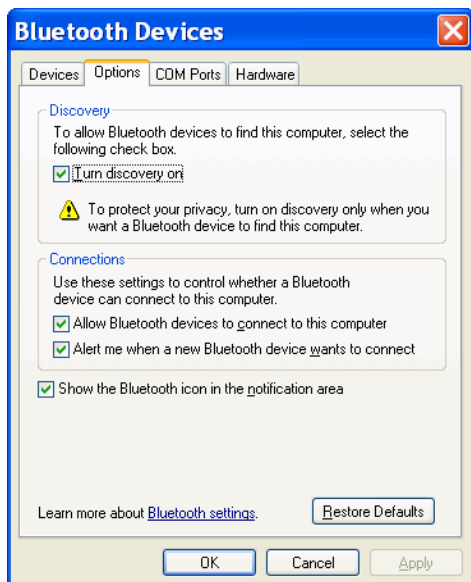 Bluetooth Devices
Devices Options COM Ports Hardware
Discovery
To allow Bluetooth devices to find this computer, select the
following check box.
Turn discovery on
To protect your privacy, turn on discovery only when you
want a Bluetooth device to find this computer.
Connections
Use these settings to control whether a Bluetooth
device can connect to this computer.
Allow Bluetooth devices to connect to this computer
Alert me when a new Bluetooth device wants to connect
Show the Bluetooth icon in the notification area
Learn more about Bluetooth settings. Restore Defaults
OK Cancel Apply